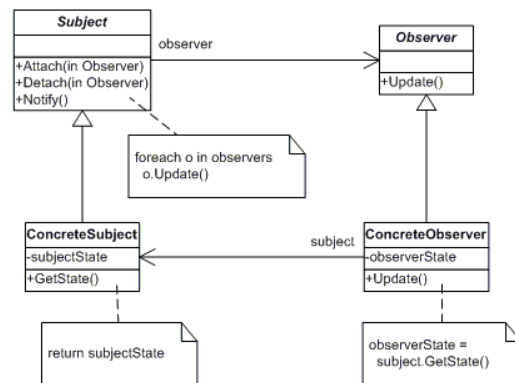 Subject
observer
Observer
+Attach(in Observer)
+Detach(in Observer)
+Notify()
+Update()
foreach o in observers
o.Update()
ConcreteSubject
-subjectState
+GetState()
subject
ConcreteObserver
-observerState
+Update()
return subjectState
observerState =
subject.GetState()